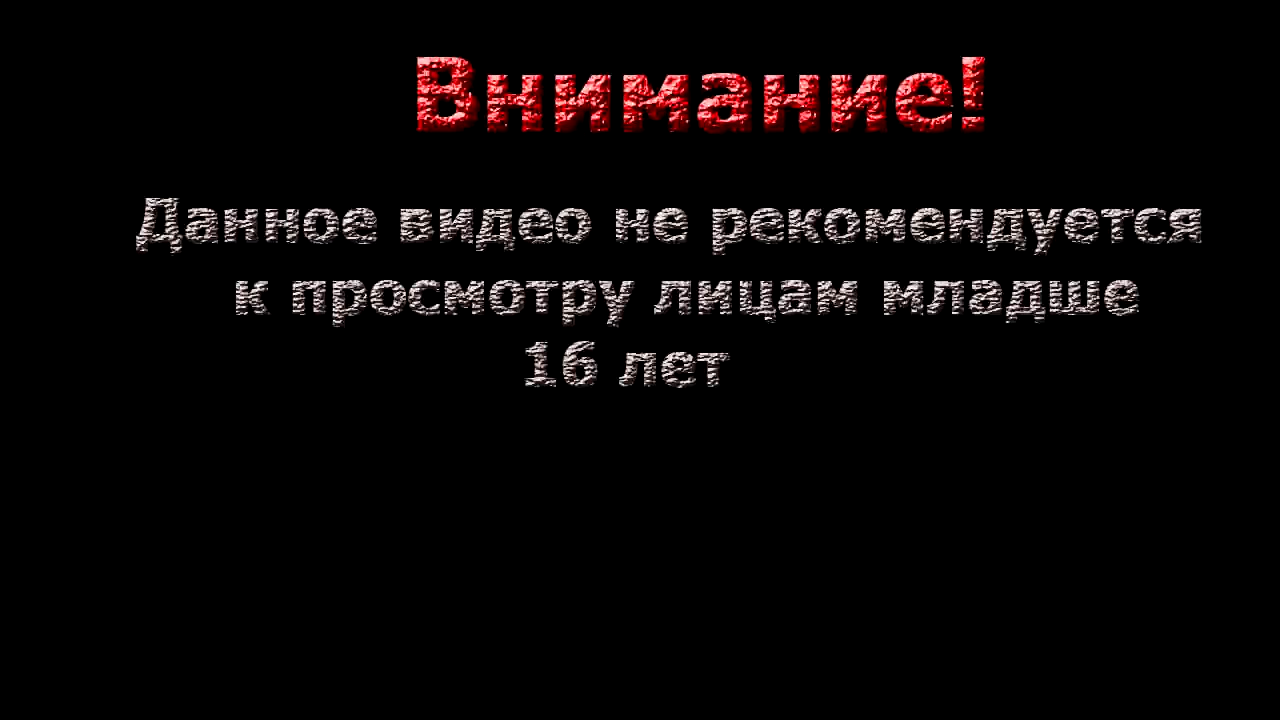 Внимание!
Данное видео не рекомендуется
к просмотру лицам младше
16 лет